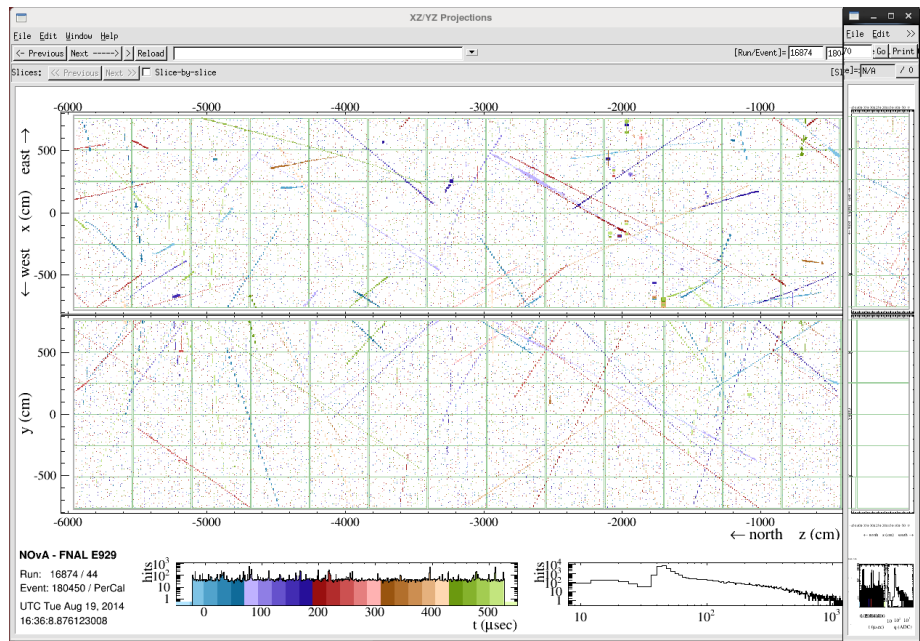 XZ/YZ Projections
File Edit Window Help
File Edit >>
<- Previous Next -----> > Reload
[Run/Event]= 16874
70 Go Print
Slices: << Previous Next >> Slice-by-slice
N/A / 0
-6000 -5000 -4000 -3000 -2000 -1000
← west x (cm) east →
500
0
-500
y (cm)
500
0
-500
-6000 -5000 -4000 -3000 -2000 -1000
← north z (cm)
NOvA - FNAL E929
Run: 16874 / 44
Event: 180450 / PerCal
UTC Tue Aug 19, 2014
16:36:8.876123008
hits
10³
10²
10
1
0 100 200 300 400 500
t (μsec)
hits
10⁴
10³
10²
10
1
10 10² 10³